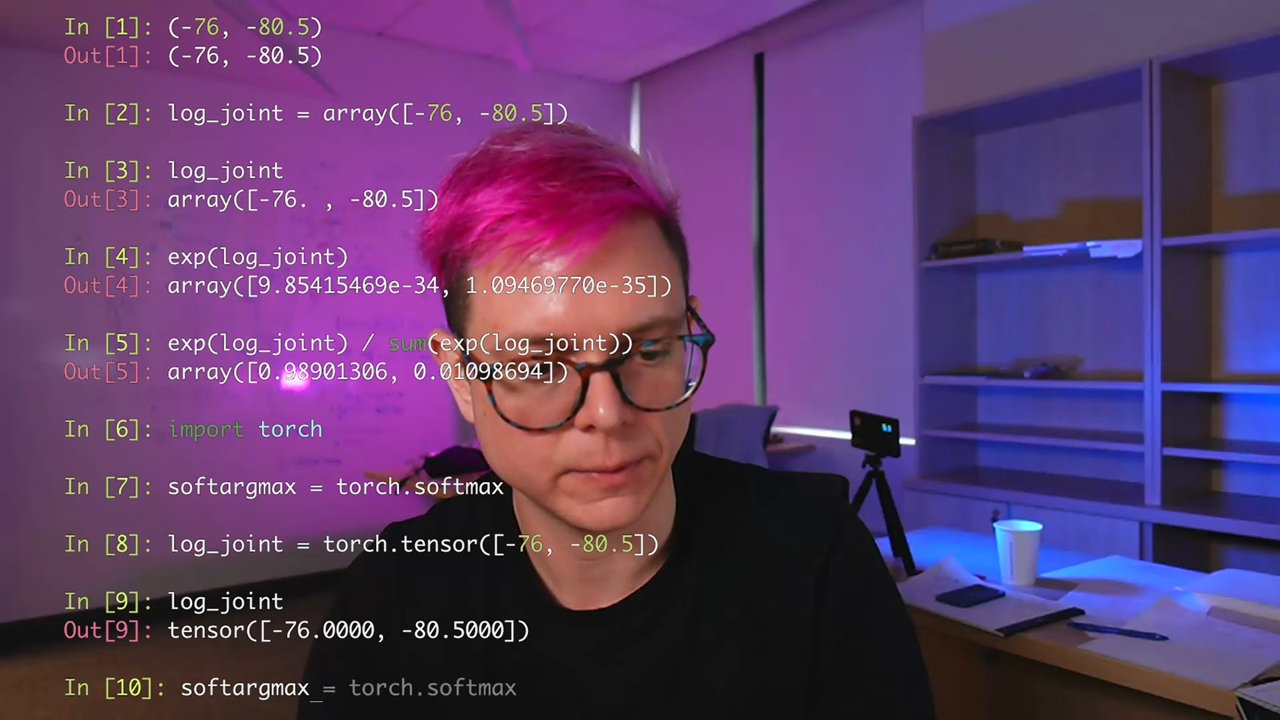 In [1]: (-76, -80.5)
Out[1]: (-76, -80.5)
In [2]: log_joint = array([-76, -80.5])
In [3]: log_joint
Out[3]: array([-76. , -80.5])
In [4]: exp(log_joint)
Out[4]: array([9.85415469e-34, 1.09469770e-35])
In [5]: exp(log_joint) / sum(exp(log_joint))
Out[5]: array([0.98901306, 0.01098694])
In [6]: import torch
In [7]: softargmax = torch.softmax
In [8]: log_joint = torch.tensor([-76, -80.5])
In [9]: log_joint
Out[9]: tensor([-76.0000, -80.5000])
In [10]: softargmax_= torch.softmax